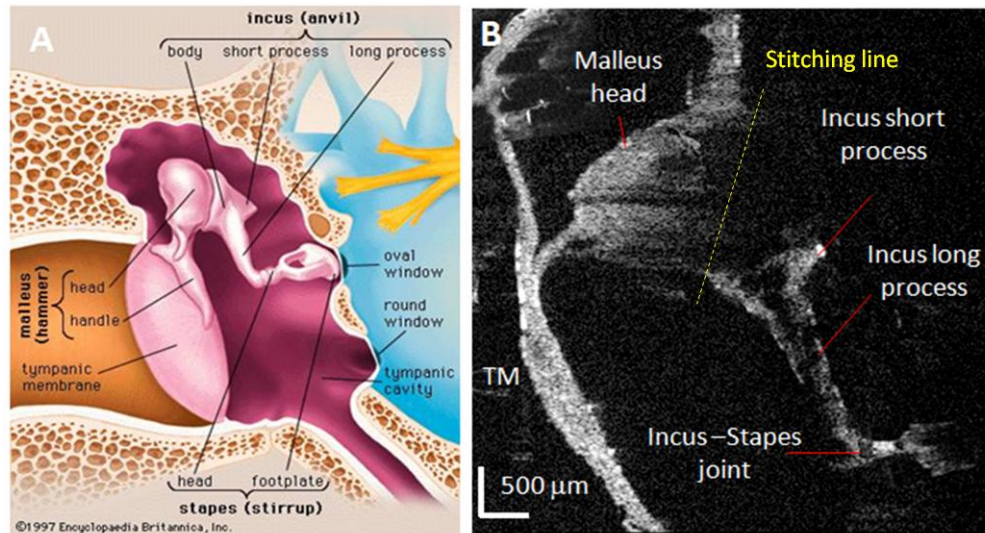 A
incus (anvil)
body short process long process
malleus (hammer)
head
handle
tympanic
membrane
oval
window
round
window
tympanic
cavity
head footplate
stapes (stirrup)
©1997 Encyclopaedia Britannica, Inc.
B
Malleus
head
Stitching line
Incus short
process
Incus long
process
TM
Incus –Stapes
joint
500 µm